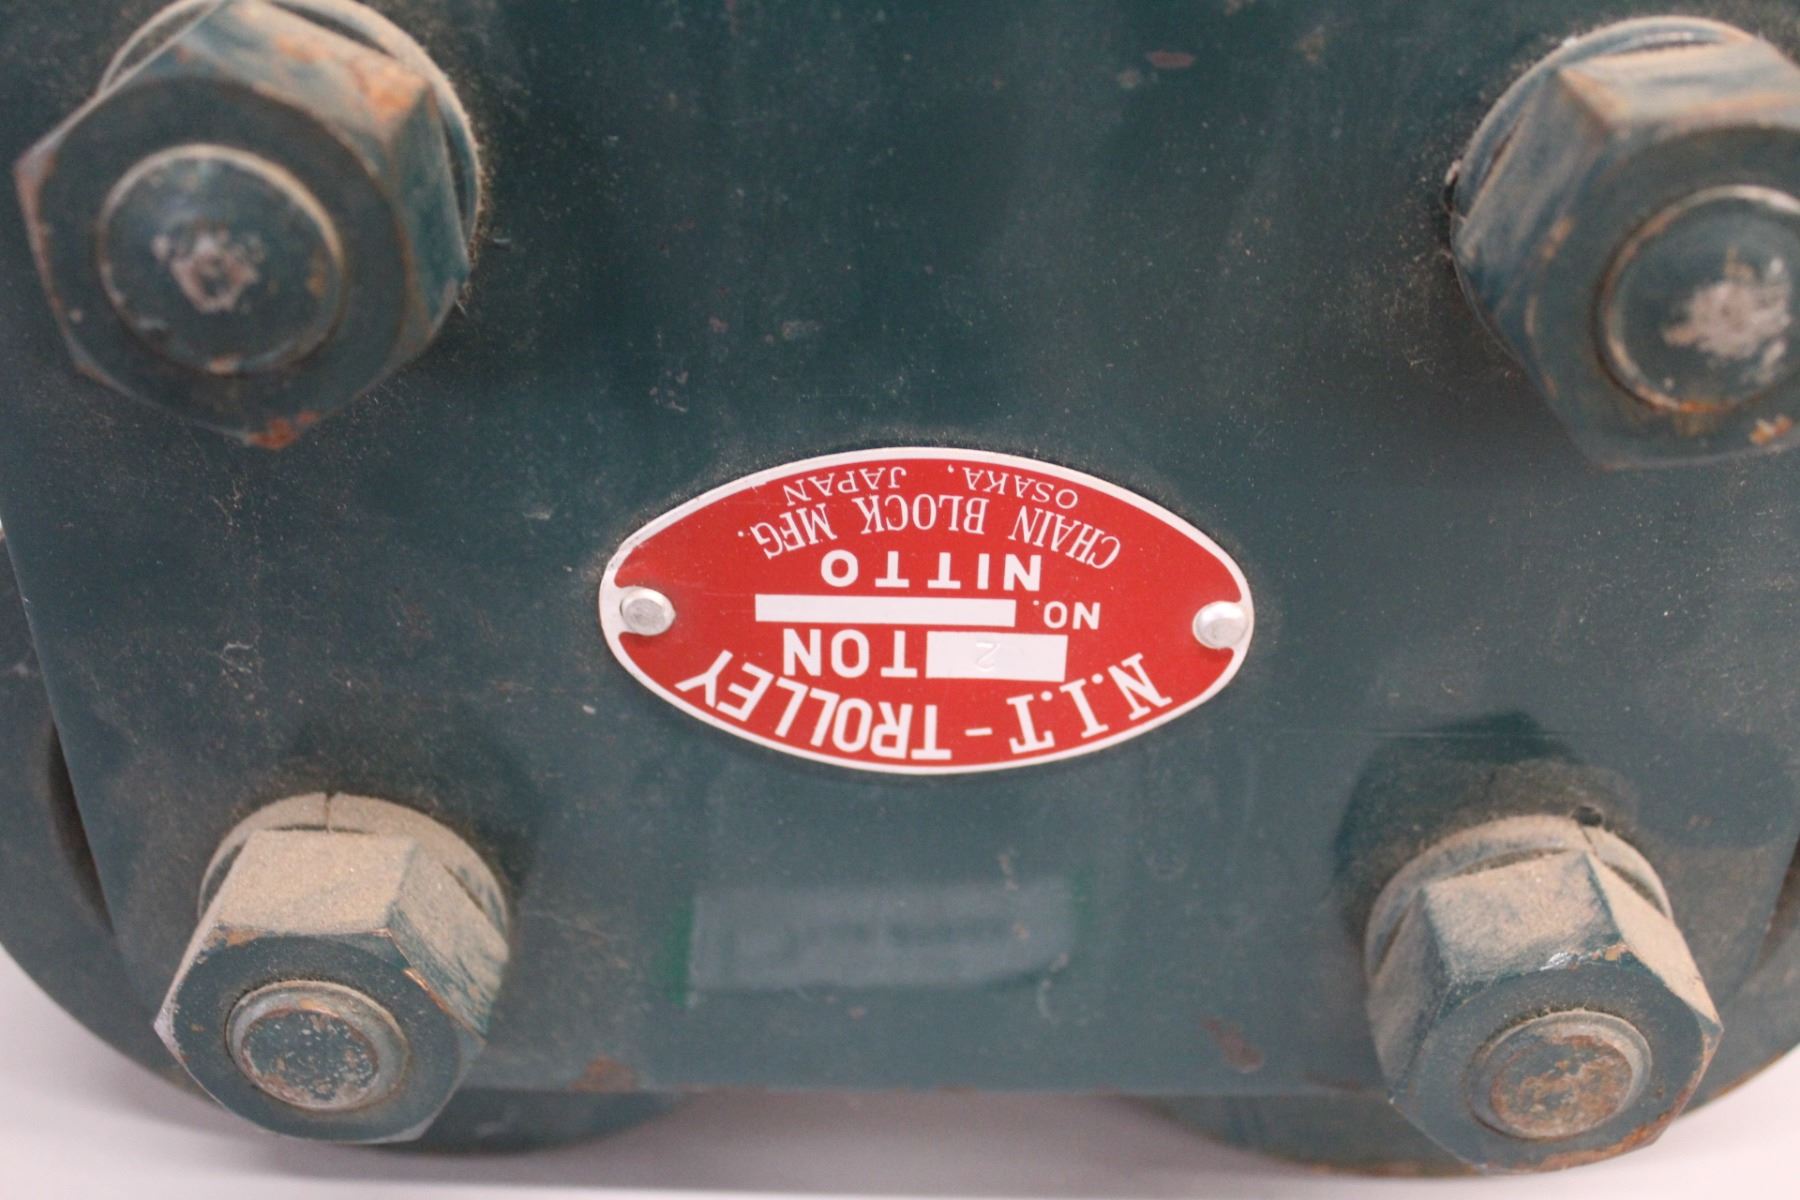 N.I.T-TROLLEY
2 TON
NO.
NITTO
CHAIN BLOCK MFG.
OSAKA, JAPAN